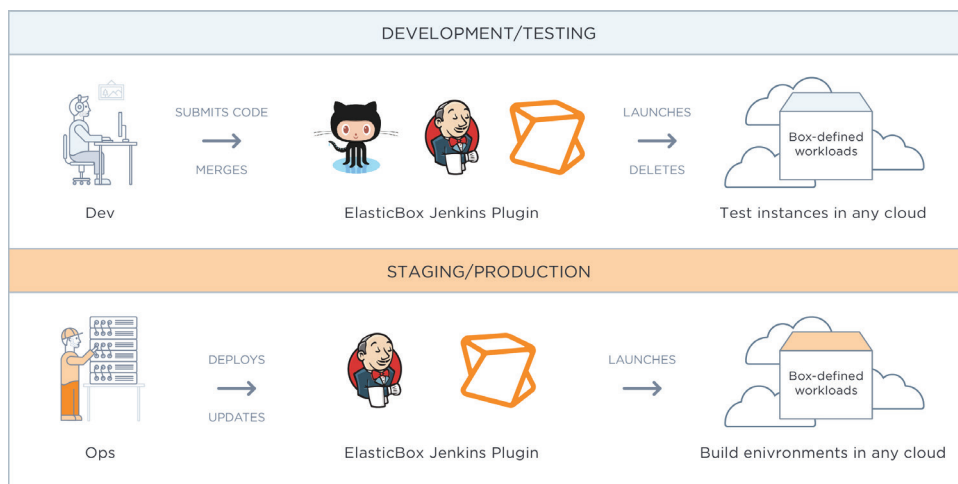 DEVELOPMENT/TESTING
SUBMITS CODE
MERGES
LAUNCHES
DELETES
Box-defined
workloads
Dev
ElasticBox Jenkins Plugin
Test instances in any cloud
STAGING/PRODUCTION
DEPLOYS
UPDATES
LAUNCHES
Box-defined
workloads
Ops
ElasticBox Jenkins Plugin
Build enivronments in any cloud